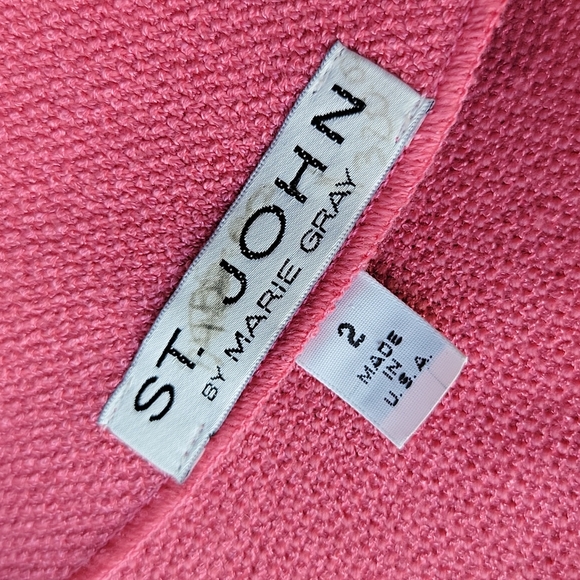 ST. JOHN
BY MARIE GRAY
2
MADE
IN
U.S.A.